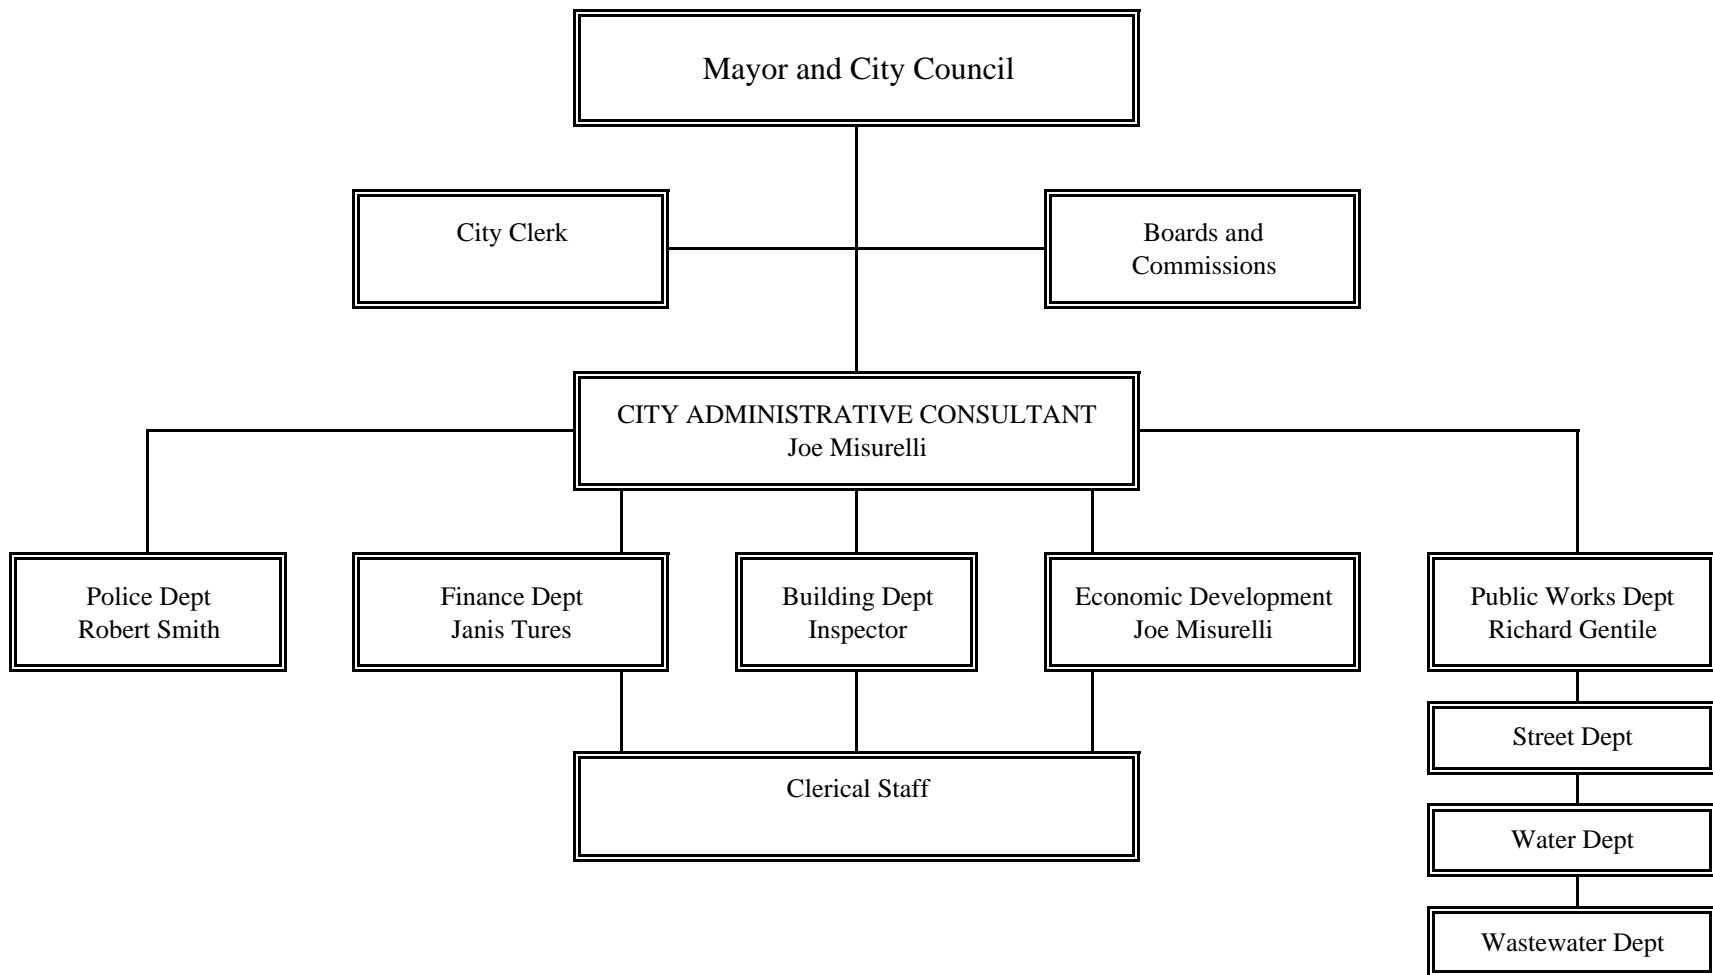 Mayor and City Council
City Clerk
Boards and
Commissions
CITY ADMINISTRATIVE CONSULTANT
Joe Misurelli
Police Dept
Robert Smith
Finance Dept
Janis Tures
Building Dept
Inspector
Economic Development
Joe Misurelli
Public Works Dept
Richard Gentile
Street Dept
Clerical Staff
Water Dept
Wastewater Dept